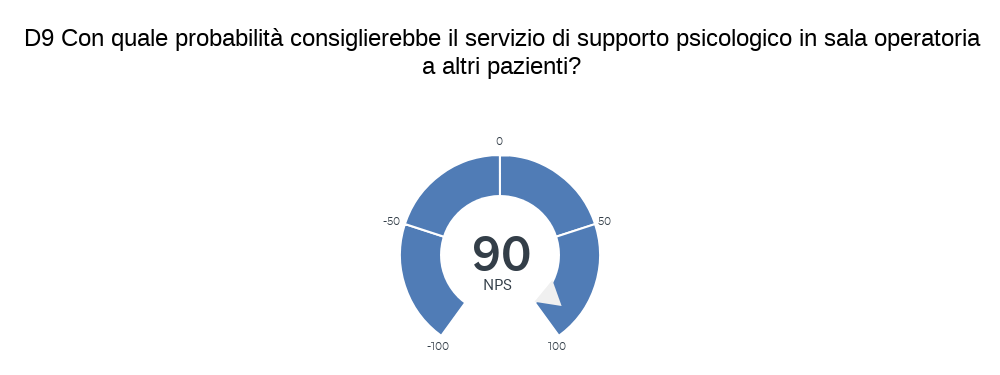 D9 Con quale probabilità consiglierebbe il servizio di supporto psicologico in sala operatoria
a altri pazienti?
0
-50
50
90
NPS
-100
100